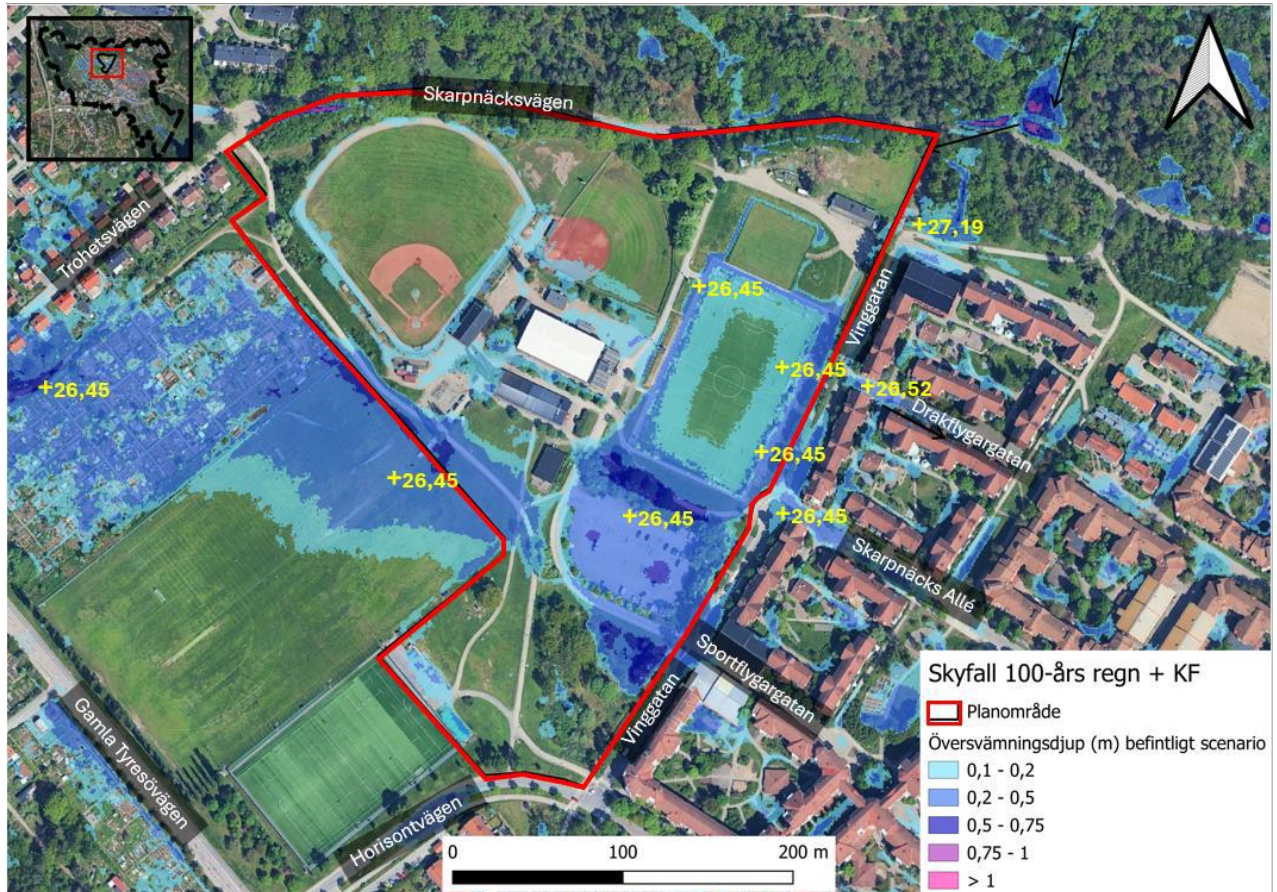 Skarpnäcksvägen
Trohetsvägen
+27,19
+26,45
Vinggatan
+26,45
+26,45
+26,52
Drakflygargatan
+26,45
+26,45
+26,45
+26,45
Skarpnäcks Allé
Sportflygargatan
Vinggatan
Gamla Tyresövägen
Horisontvägen
Skyfall 100-års regn + KF
Planområde
Översvämningsdjup (m) befintligt scenario
0,1 - 0,2
0,2 - 0,5
0,5 - 0,75
0,75 - 1
> 1
0 100 200 m